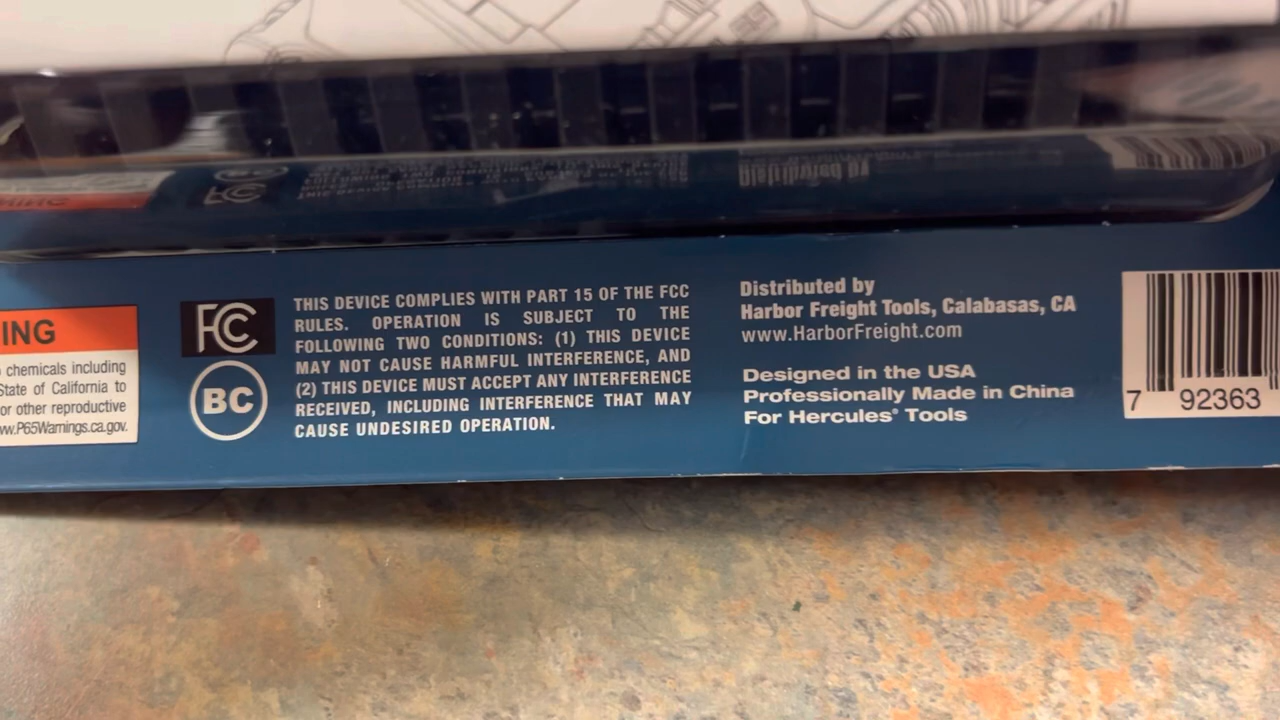 ING
chemicals including
State of California to
or other reproductive
w.P65Warnings.ca.gov.
FC
BC
THIS DEVICE COMPLIES WITH PART 15 OF THE FCC
RULES. OPERATION IS SUBJECT TO THE
FOLLOWING TWO CONDITIONS: (1) THIS DEVICE
MAY NOT CAUSE HARMFUL INTERFERENCE, AND
(2) THIS DEVICE MUST ACCEPT ANY INTERFERENCE
RECEIVED, INCLUDING INTERFERENCE THAT MAY
CAUSE UNDESIRED OPERATION.
Distributed by
Harbor Freight Tools, Calabasas, CA
www.HarborFreight.com
Designed in the USA
Professionally Made in China
For Hercules® Tools
7 92363